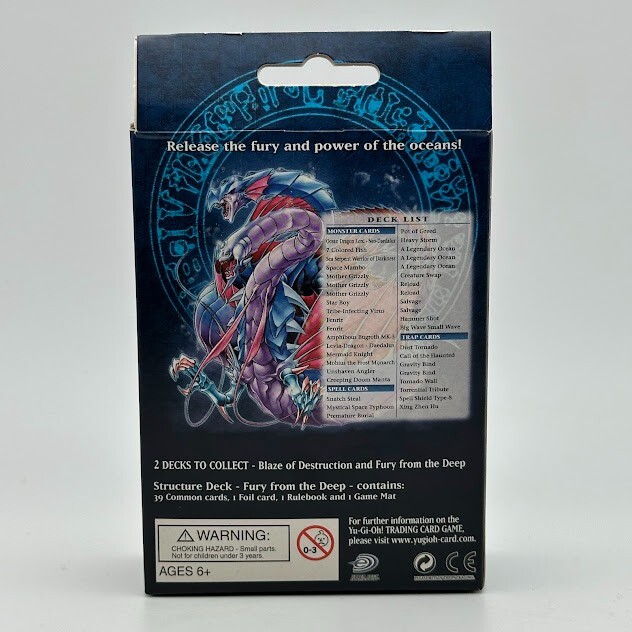 Release the fury and power of the oceans!
DECK LIST
MONSTER CARDS
Ocean Dragon Lord - Neo-Daedalus
7 Colored Fish
Sea Serpent Warrior of Darkness
Space Mambo
Mother Grizzly
Mother Grizzly
Mother Grizzly
Star Boy
Tribe-Infecting Virus
Fenrir
Fenrir
Amphibious Bugroth MK-3
Levia-Dragon - Daedalus
Mermaid Knight
Mobius the Frost Monarch
Unshaven Angler
Creeping Doom Manta
SPELL CARDS
Snatch Steal
Mystical Space Typhoon
Premature Burial
Pot of Greed
Heavy Storm
A Legendary Ocean
A Legendary Ocean
A Legendary Ocean
Creature Swap
Reload
Reload
Salvage
Salvage
Hammer Shot
Big Wave Small Wave
TRAP CARDS
Dust Tornado
Call of the Haunted
Gravity Bind
Gravity Bind
Tornado Wall
Torrential Tribute
Spell Shield Type-8
Xing Zhen Hu
2 DECKS TO COLLECT - Blaze of Destruction and Fury from the Deep
Structure Deck - Fury from the Deep - contains:
39 Common cards, 1 Foil card, 1 Rulebook and 1 Game Mat
WARNING:
CHOKING HAZARD - Small parts.
Not for children under 3 years.
AGES 6+
0-3
For further information on the
Yu-Gi-Oh! TRADING CARD GAME,
please visit www.yugioh-card.com.
CE